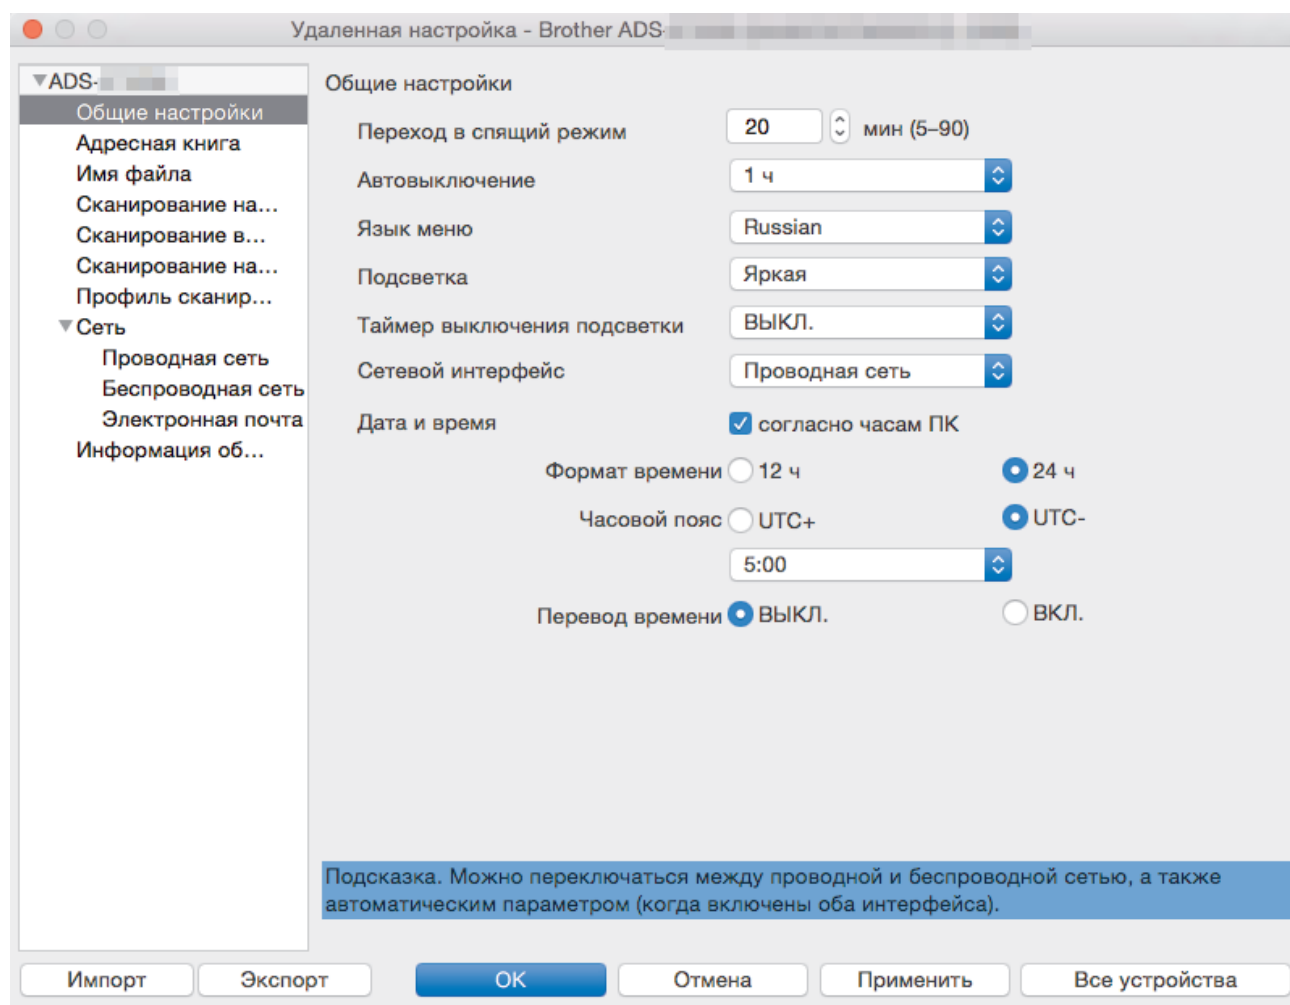 Удаленная настройка - Brother ADS-
ADS-
Общие настройки
Адресная книга
Имя файла
Сканирование на...
Сканирование в...
Сканирование на...
Профиль сканир...
Сеть
Проводная сеть
Беспроводная сеть
Электронная почта
Информация об...
Общие настройки
Переход в спящий режим 20 мин (5–90)
Автовыключение 1 ч
Язык меню Russian
Подсветка Яркая
Таймер выключения подсветки ВЫКЛ.
Сетевой интерфейс Проводная сеть
Дата и время согласно часам ПК
Формат времени 12 ч 24 ч
Часовой пояс UTC+ UTC-
5:00
Перевод времени ВЫКЛ. ВКЛ.
Подсказка. Можно переключаться между проводной и беспроводной сетью, а также
автоматическим параметром (когда включены оба интерфейса).
Импорт Экспорт OK Отмена Применить Все устройства